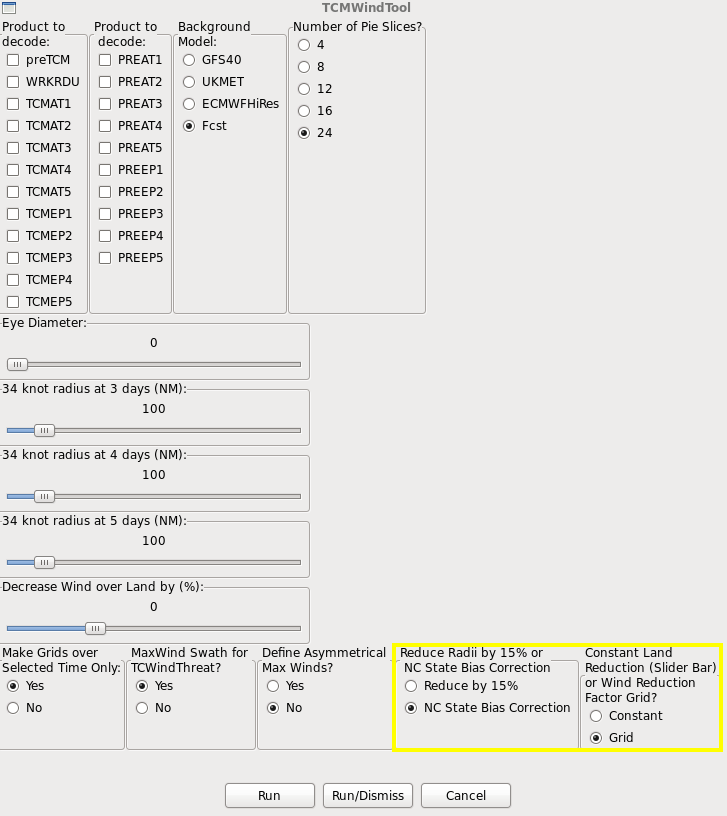 TCMWindTool
Product to
decode:
preTCM
WRKRDU
TCMAT1
TCMAT2
TCMAT3
TCMAT4
TCMAT5
TCMEP1
TCMEP2
TCMEP3
TCMEP4
TCMEP5
Product to
decode:
PREAT1
PREAT2
PREAT3
PREAT4
PREAT5
PREEP1
PREEP2
PREEP3
PREEP4
PREEP5
Background
Model:
GFS40
UKMET
ECMWFHiRes
Fcst
Number of Pie Slices?
4
8
12
16
24
Eye Diameter:
0
34 knot radius at 3 days (NM):
100
34 knot radius at 4 days (NM):
100
34 knot radius at 5 days (NM):
100
Decrease Wind over Land by (%):
0
Make Grids over
Selected Time Only:
Yes
No
MaxWind Swath for
TCWindThreat?
Yes
No
Define Asymmetrical
Max Winds?
Yes
No
Reduce Radii by 15% or
NC State Bias Correction
Reduce by 15%
NC State Bias Correction
Constant Land
Reduction (Slider Bar)
or Wind Reduction
Factor Grid?
Constant
Grid
Run
Run/Dismiss
Cancel